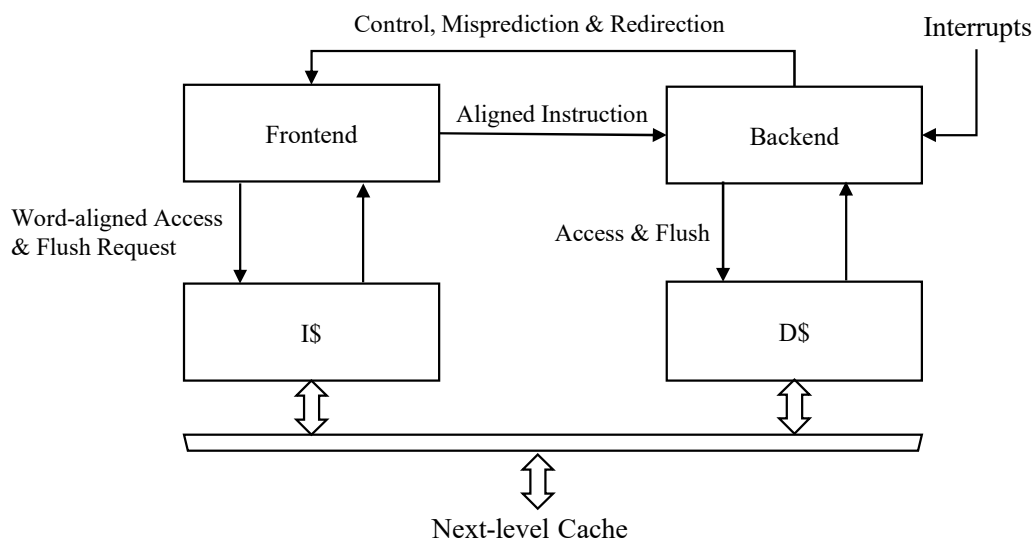 Control, Misprediction & Redirection
Interrupts
Frontend
Aligned Instruction
Backend
Word-aligned Access
& Flush Request
Access & Flush
I$
D$
Next-level Cache